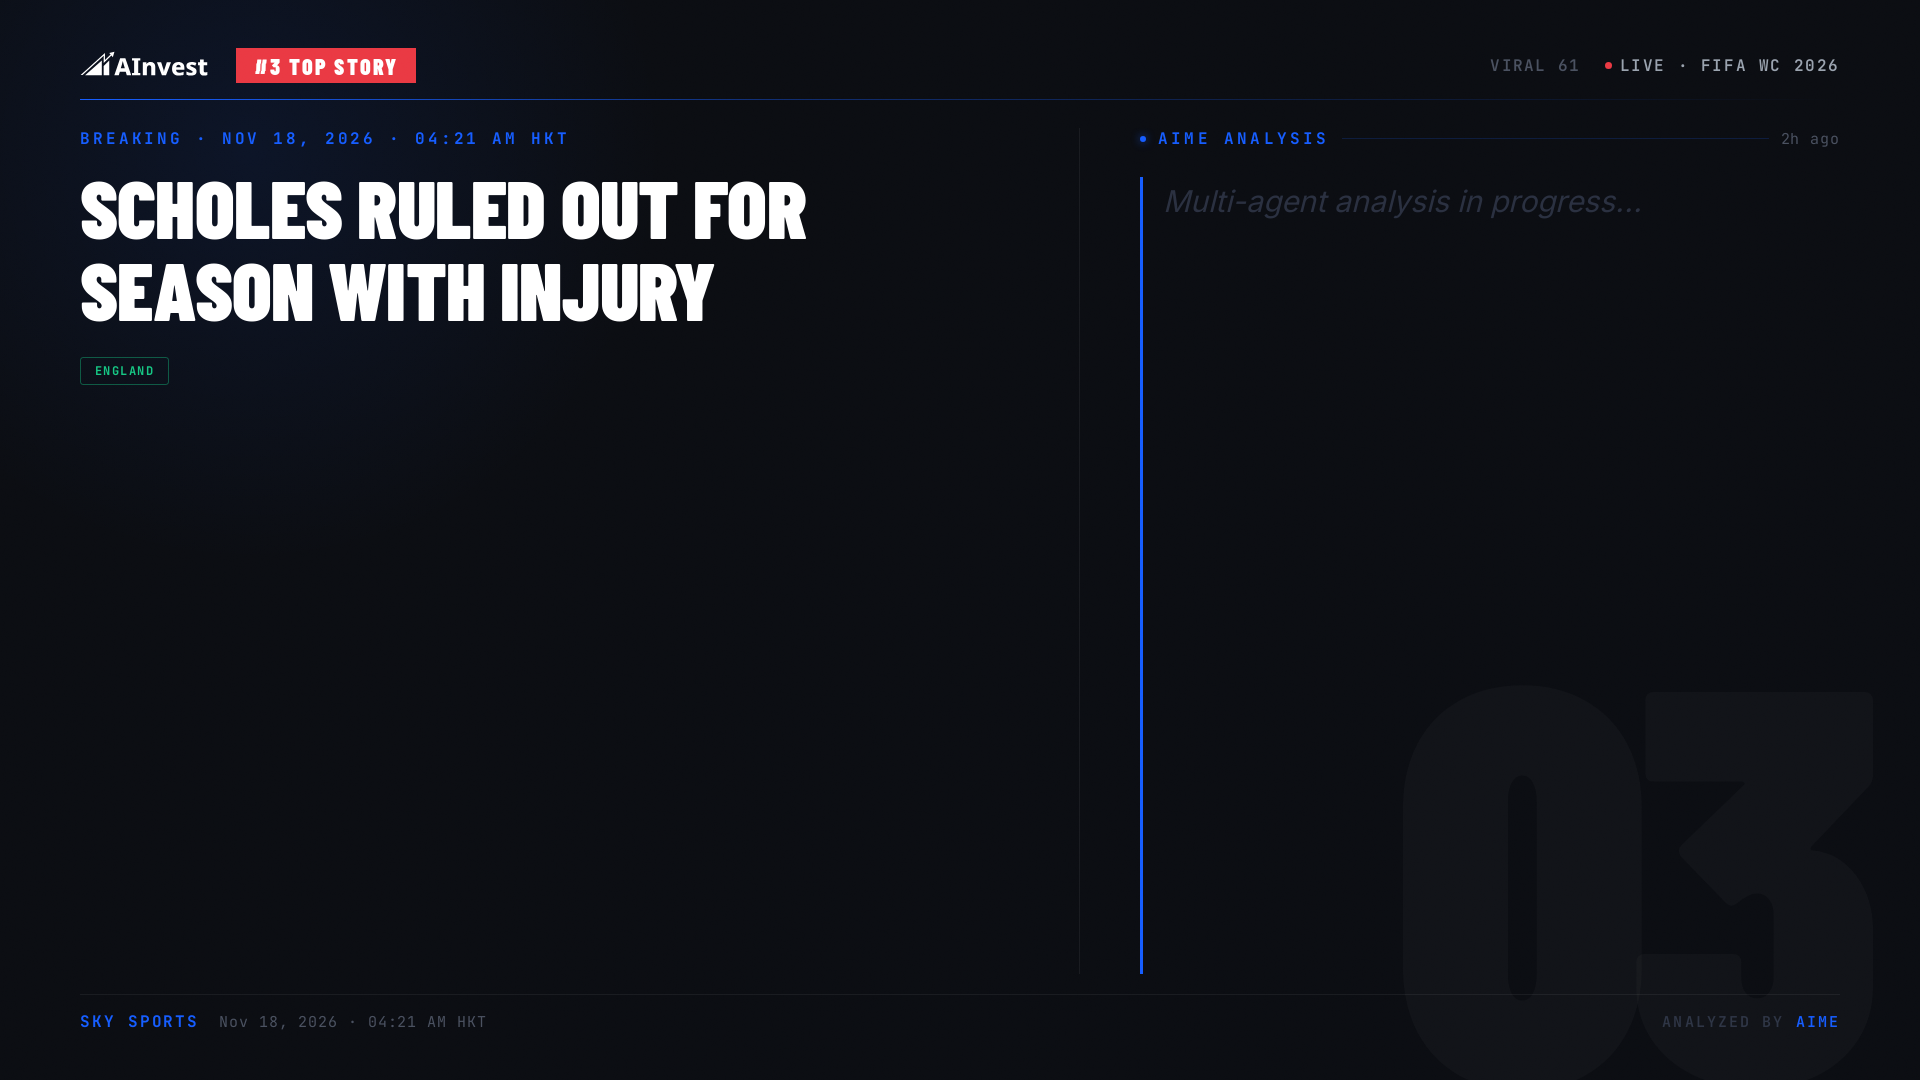 AInvest
#3 TOP STORY
VIRAL 61
LIVE · FIFA WC 2026
BREAKING · NOV 18, 2026 · 04:21 AM HKT
SCHOLES RULED OUT FOR
SEASON WITH INJURY
ENGLAND
AIME ANALYSIS
2h ago
Multi-agent analysis in progress...
03
SKY SPORTS
Nov 18, 2026 · 04:21 AM HKT
ANALYZED BY AIME